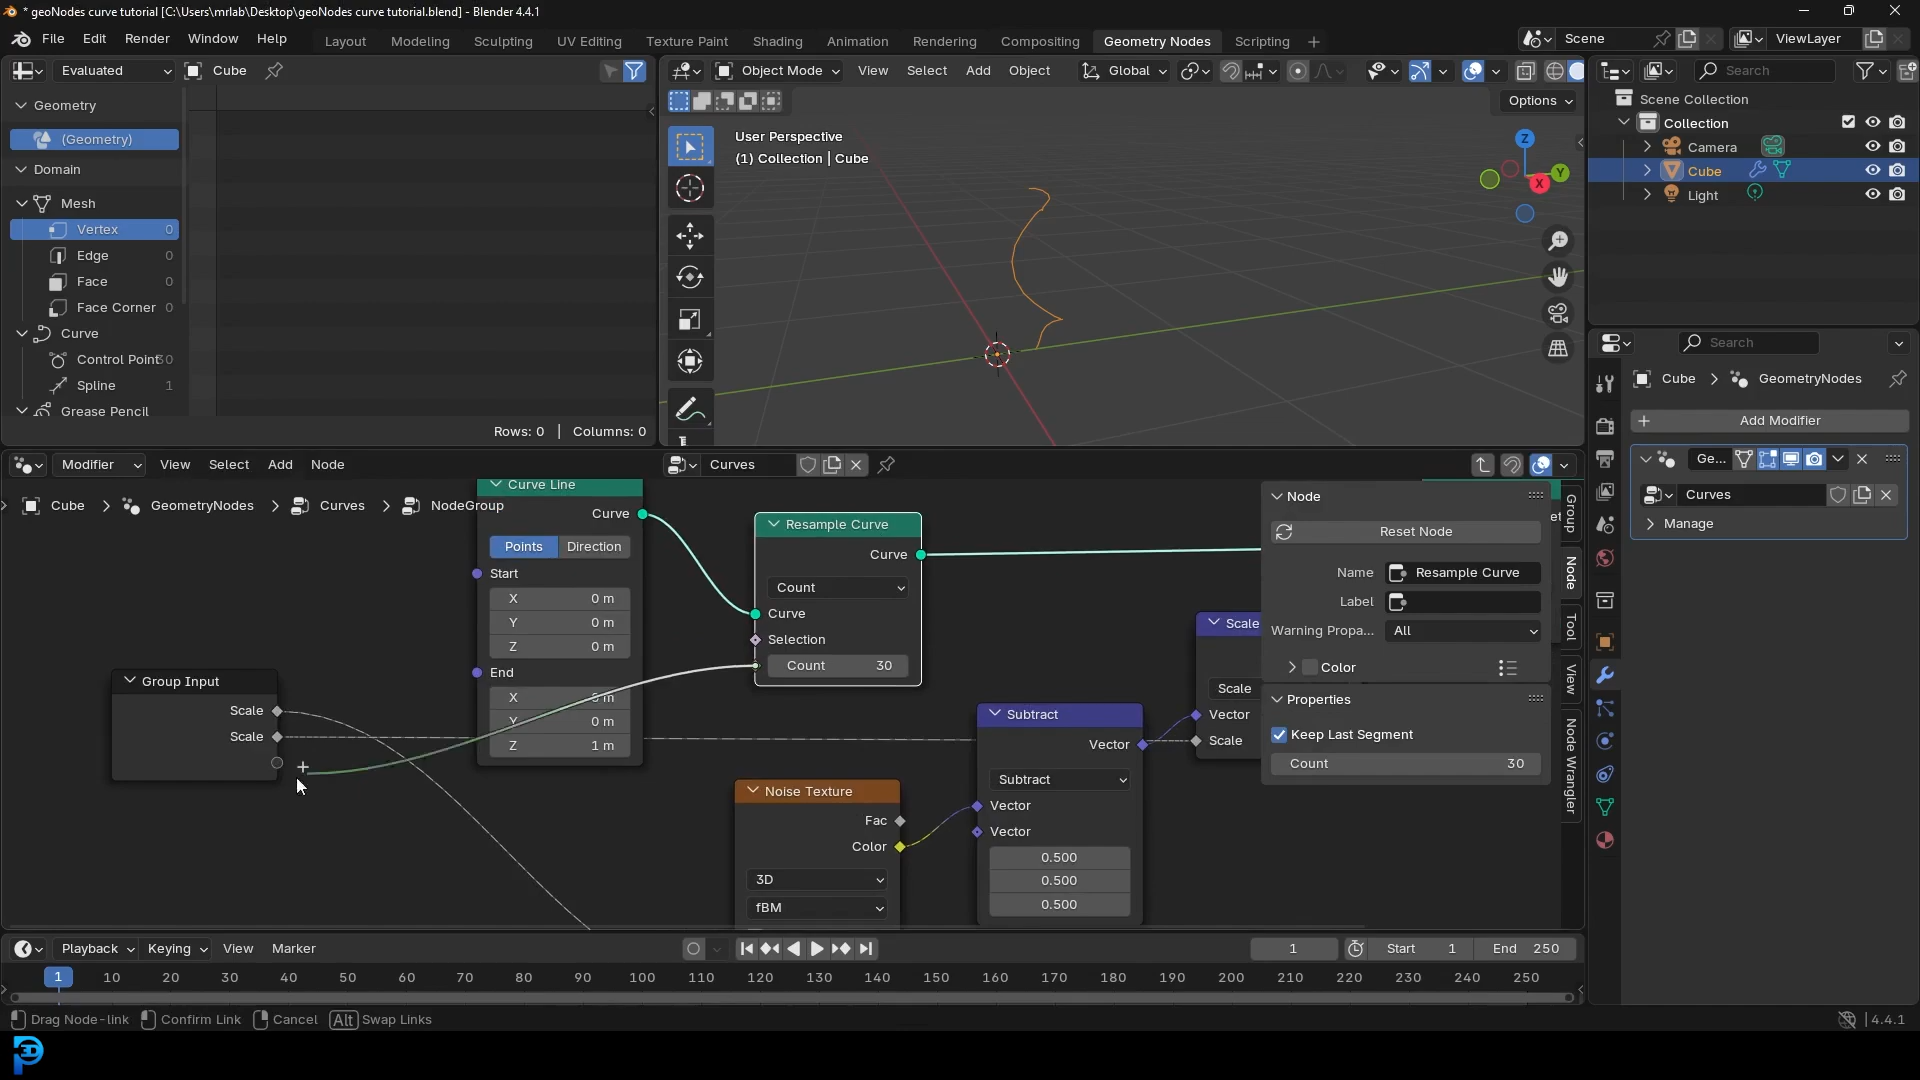 * geoNodes curve tutorial [C:\Users\mrlab\Desktop\geoNodes curve tutorial.blend] - Blender 4.4.1
File Edit Render Window Help
Layout Modeling Sculpting UV Editing Texture Paint Shading Animation Rendering Compositing Geometry Nodes Scripting +
Scene
ViewLayer
Evaluated
Cube
Geometry
(Geometry)
Domain
Mesh
Vertex 0
Edge 0
Face 0
Face Corner 0
Curve
Control Point 30
Spline 1
Grease Pencil
Rows: 0 | Columns: 0
Object Mode View Select Add Object Global
Options
User Perspective
(1) Collection | Cube
Z
Y
X
Search
Scene Collection
Collection
Camera
Cube
Light
Search
Cube > GeometryNodes
+ Add Modifier
Ge...
Curves
Manage
Modifier View Select Add Node
Curves
Cube > GeometryNodes > Curves > NodeGroup
Curve Line
Curve
Points Direction
Start
X 0 m
Y 0 m
Z 0 m
End
X 0 m
Y 0 m
Z 1 m
Resample Curve
Curve
Count
Curve
Selection
Count 30
Group Input
Scale
Scale
Noise Texture
Fac
Color
3D
fBM
Subtract
Vector
Subtract
Vector
Vector
0.500
0.500
0.500
Scale
Scale
Vector
Scale
et
Node
Reset Node
Name Resample Curve
Label
Warning Propa... All
Color
Properties
Keep Last Segment
Count 30
Group
Node
Tool
View
Node Wrangler
Playback Keying View Marker
1
Start 1
End 250
1 10 20 30 40 50 60 70 80 90 100 110 120 130 140 150 160 170 180 190 200 210 220 230 240 250
Drag Node-link Confirm Link Cancel Alt Swap Links
4.4.1